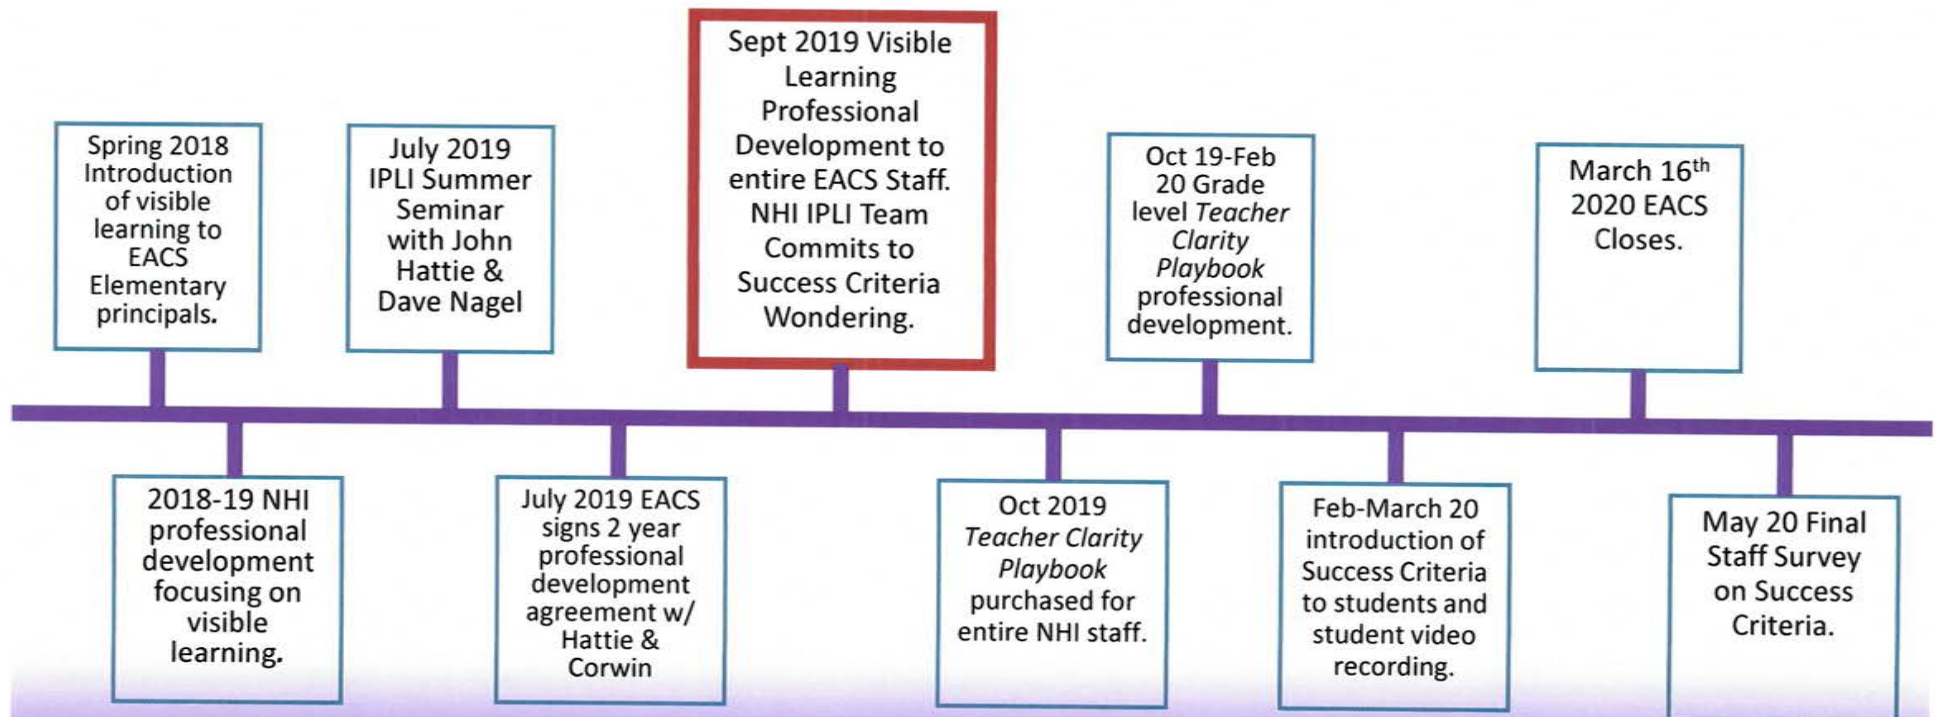 Spring 2018
Introduction
of visible
learning to
EACS
Elementary
principals.
2018-19 NHI
professional
development
focusing on
visible
learning.
July 2019
IPLI Summer
Seminar
with John
Hattie &
Dave Nagel
July 2019 EACS
signs 2 year
professional
development
agreement w/
Hattie &
Corwin
Sept 2019 Visible
Learning
Professional
Development to
entire EACS Staff.
NHI IPLI Team
Commits to
Success Criteria
Wondering.
Oct 2019
Teacher Clarity
Playbook
purchased for
entire NHI staff.
Oct 19-Feb
20 Grade
level Teacher
Clarity
Playbook
professional
development.
Feb-March 20
introduction of
Success Criteria
to students and
student video
recording.
March 16th
2020 EACS
Closes.
May 20 Final
Staff Survey
on Success
Criteria.